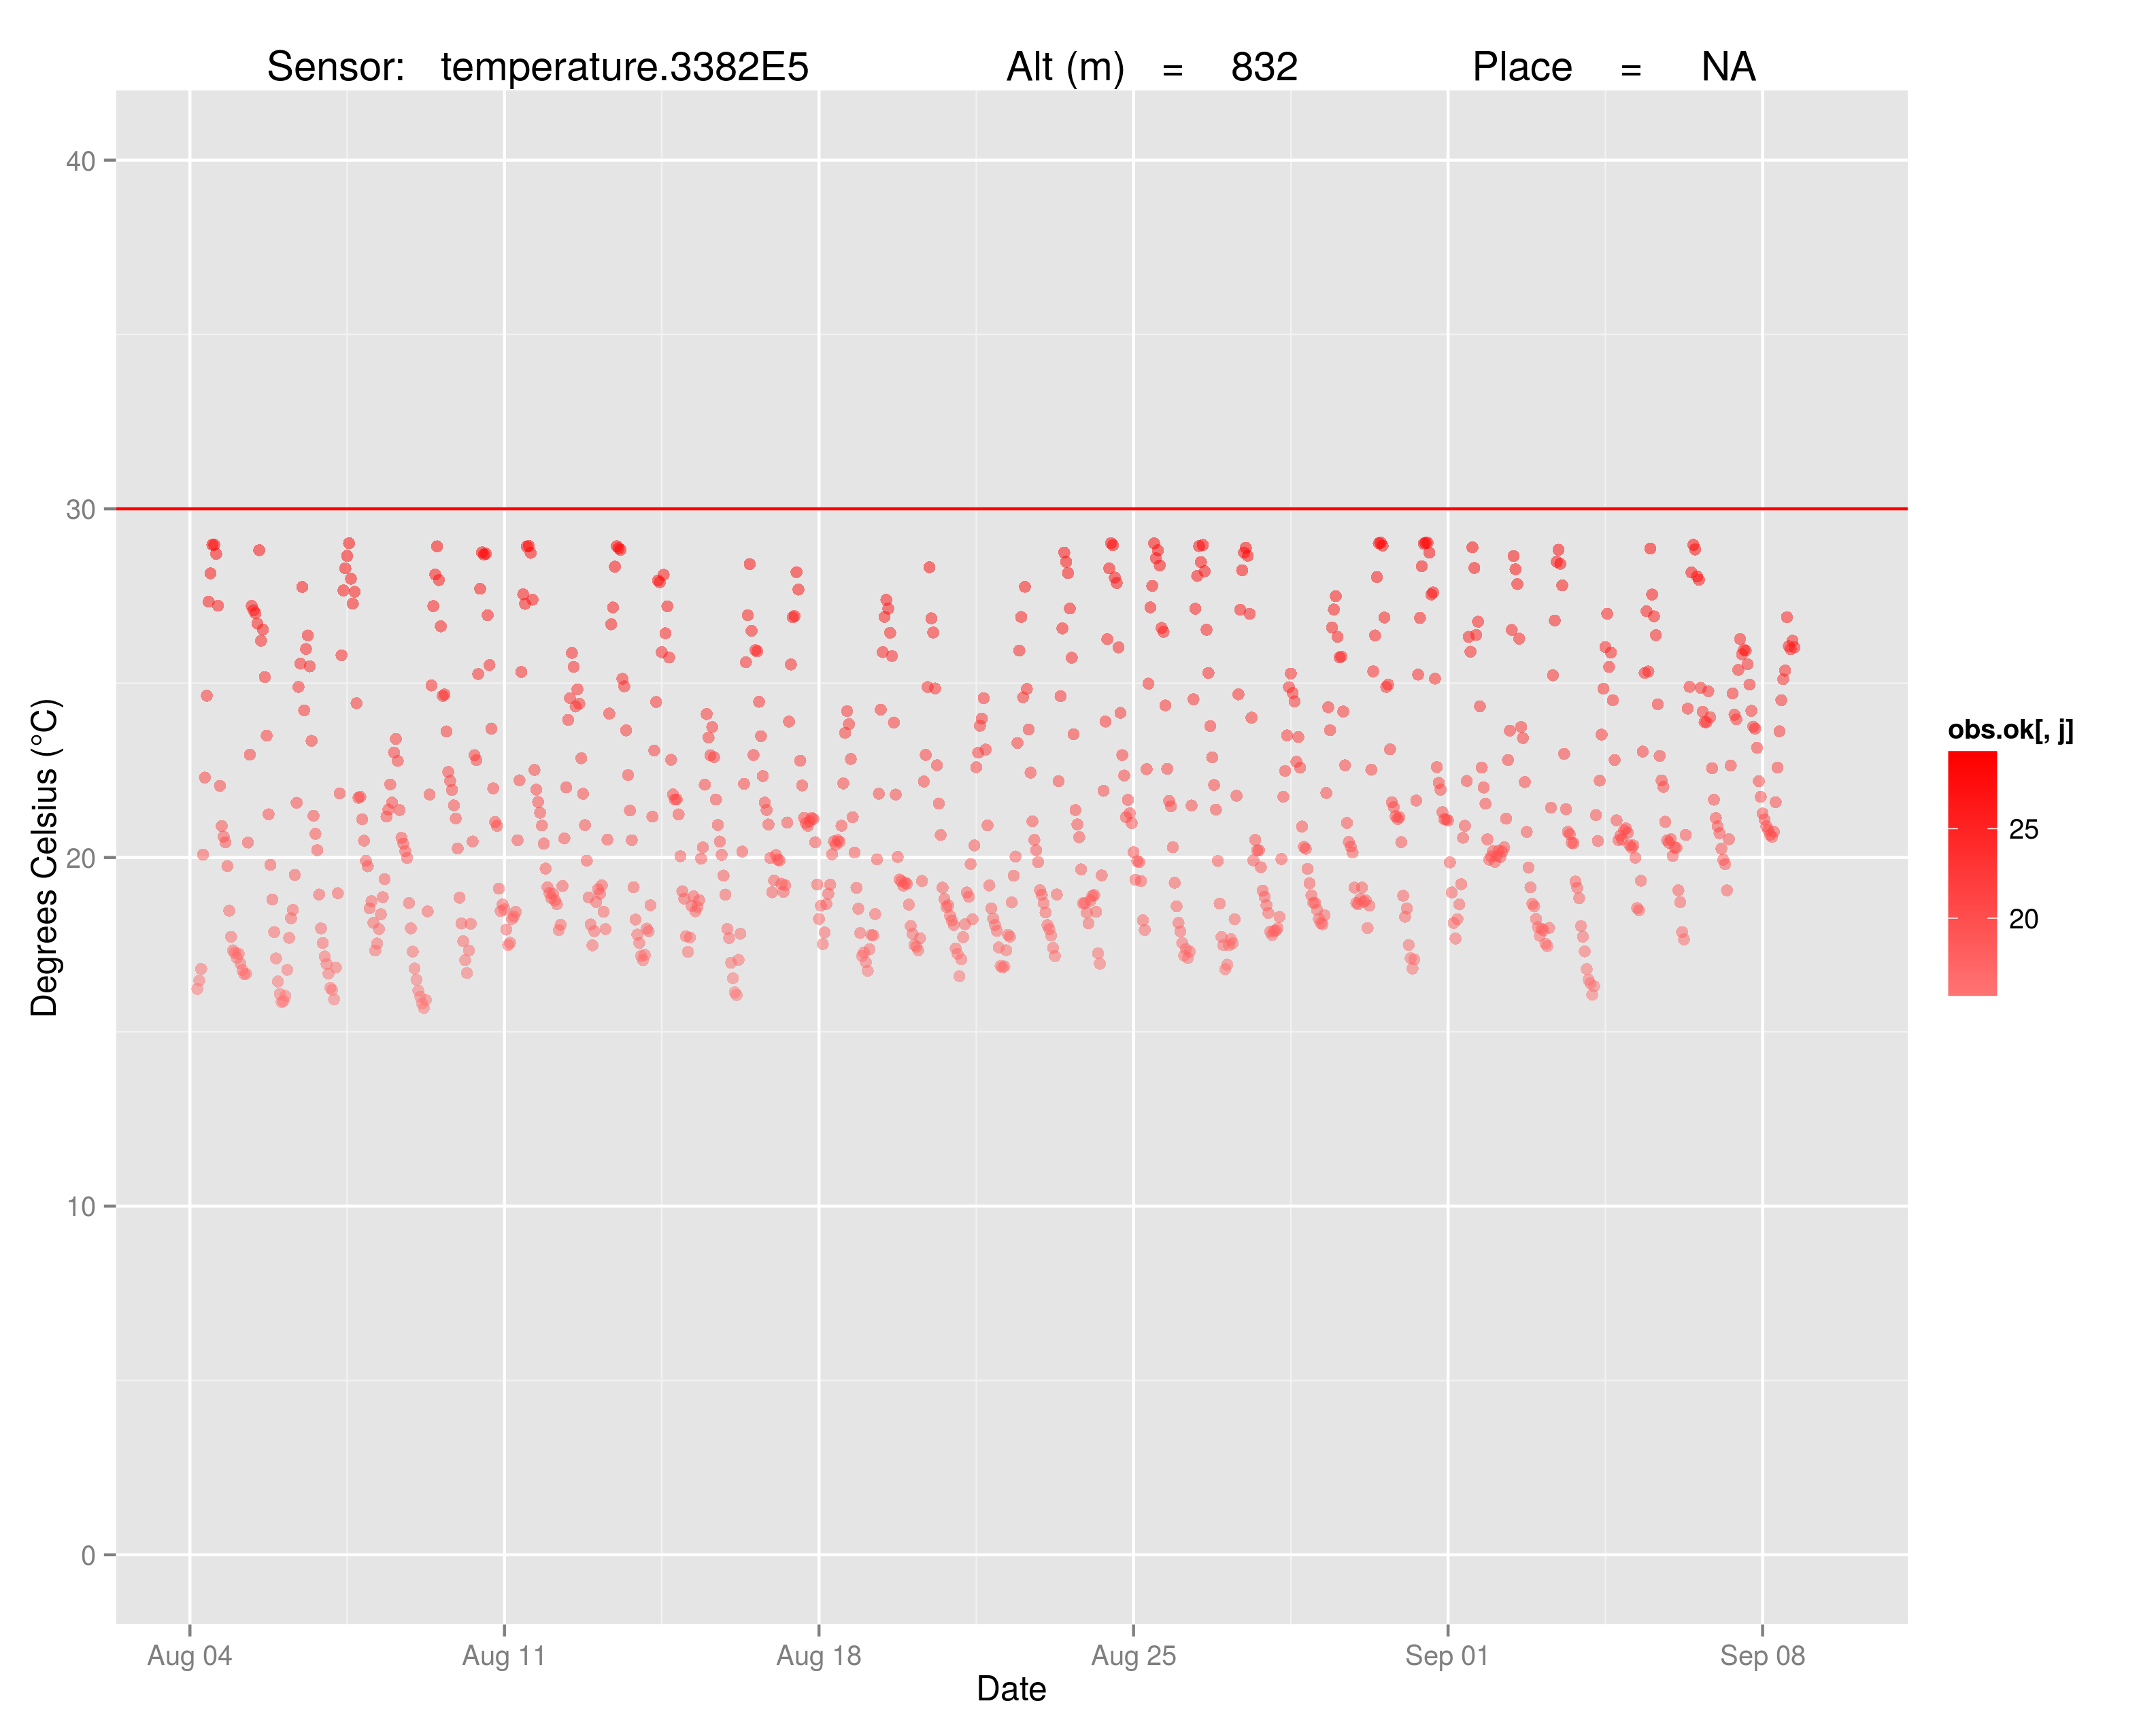 Sensor: temperature.3382E5 Alt (m) = 832 Place = NA
40
30
20
10
0
Degrees Celsius (°C)
Aug 04 Aug 11 Aug 18 Aug 25 Sep 01 Sep 08
Date
obs.ok[, j]
25
20